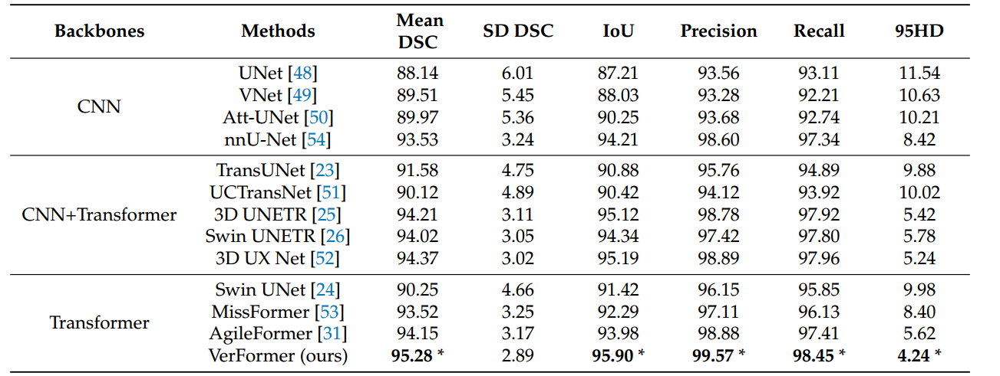 Backbones Methods Mean DSC SD DSC IoU Precision Recall 95HD
CNN
UNet [48] 88.14 6.01 87.21 93.56 93.11 11.54
VNet [49] 89.51 5.45 88.03 93.28 92.21 10.63
Att-UNet [50] 89.97 5.36 90.25 93.68 92.74 10.21
nnU-Net [54] 93.53 3.24 94.21 98.60 97.34 8.42
CNN+Transformer
TransUNet [23] 91.58 4.75 90.88 95.76 94.89 9.88
UCTransNet [51] 90.12 4.89 90.42 94.12 93.92 10.02
3D UNETR [25] 94.21 3.11 95.12 98.78 97.92 5.42
Swin UNETR [26] 94.02 3.05 94.34 97.42 97.80 5.78
3D UX Net [52] 94.37 3.02 95.19 98.89 97.96 5.24
Transformer
Swin UNet [24] 90.25 4.66 91.42 96.15 95.85 9.98
MissFormer [53] 93.52 3.25 92.29 97.11 96.13 8.40
AgileFormer [31] 94.15 3.17 93.98 98.88 97.41 5.62
VerFormer (ours) 95.28 * 2.89 95.90 * 99.57 * 98.45 * 4.24 *